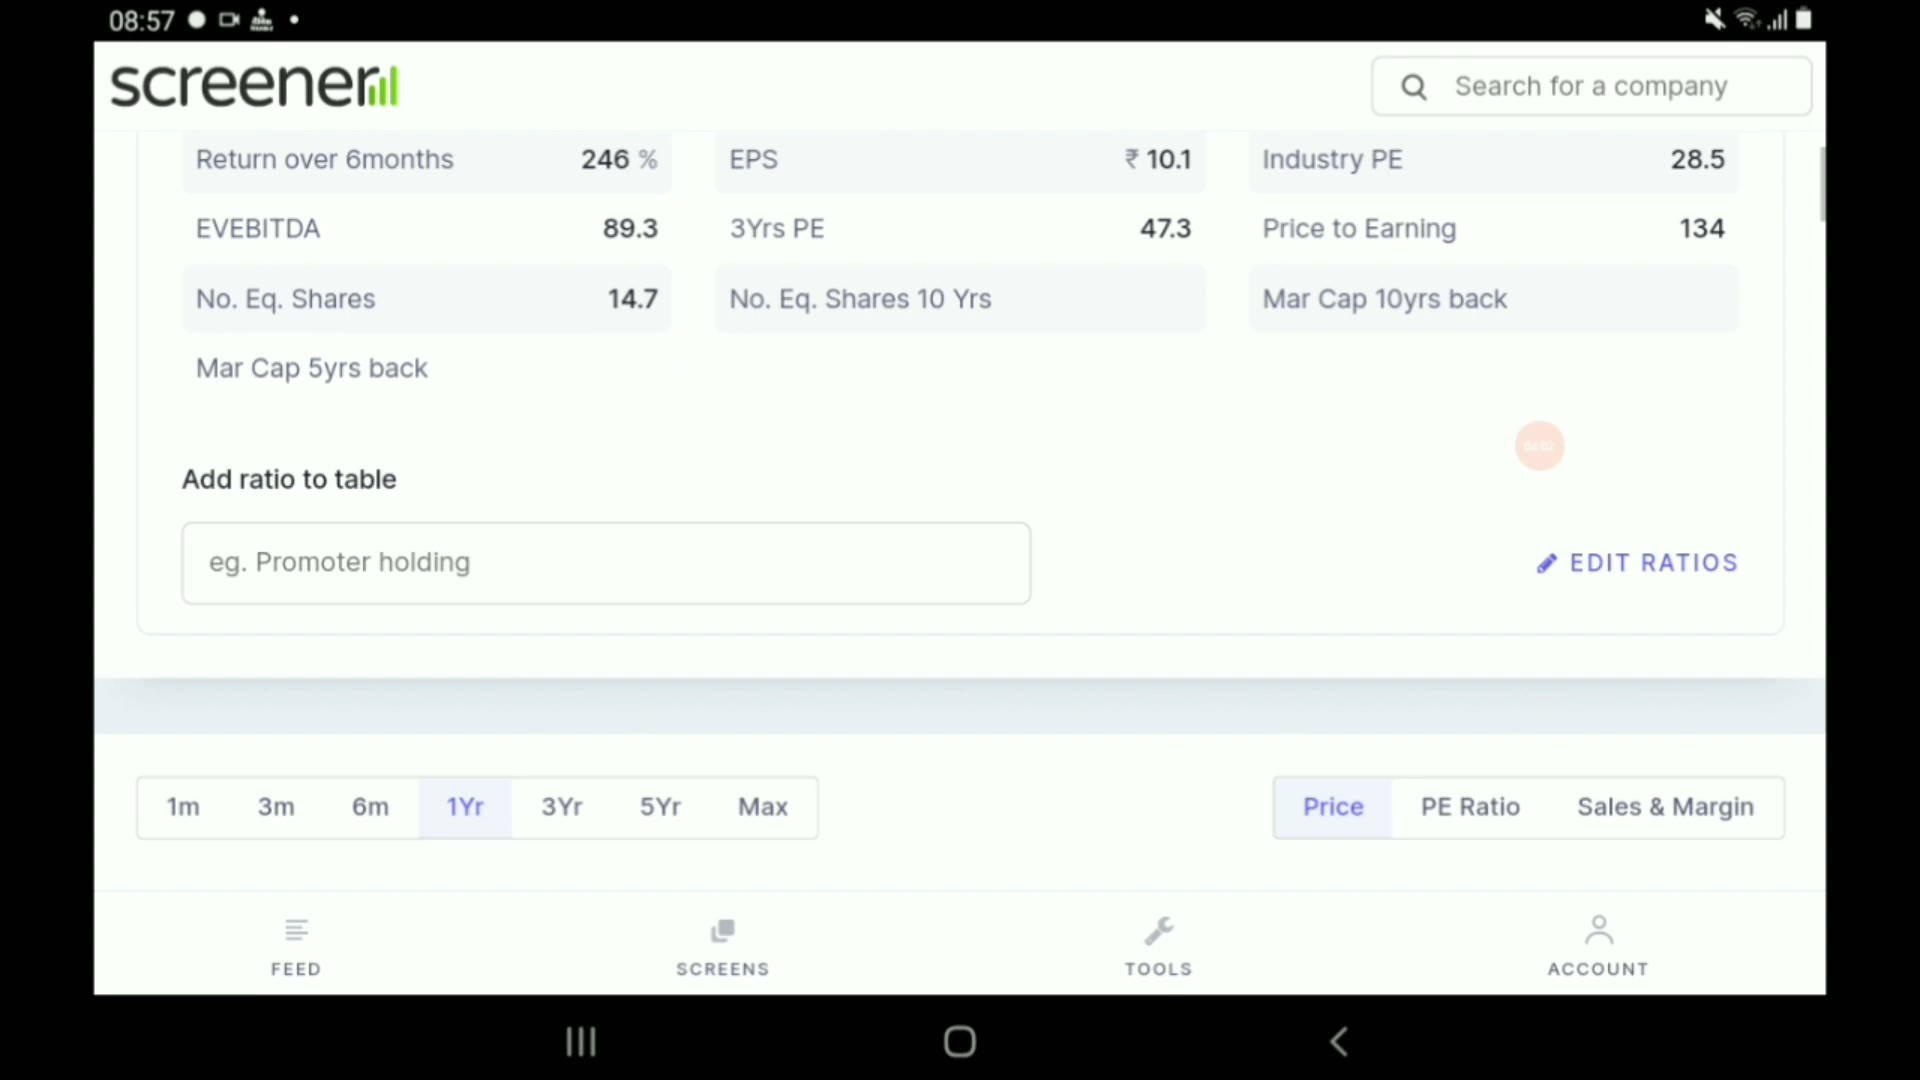 08:57
screener
Search for a company
Return over 6months 246 % EPS ₹ 10.1 Industry PE 28.5
EVEBITDA 89.3 3Yrs PE 47.3 Price to Earning 134
No. Eq. Shares 14.7 No. Eq. Shares 10 Yrs Mar Cap 10yrs back
Mar Cap 5yrs back
Add ratio to table
eg. Promoter holding
EDIT RATIOS
1m 3m 6m 1Yr 3Yr 5Yr Max Price PE Ratio Sales & Margin
FEED SCREENS TOOLS ACCOUNT